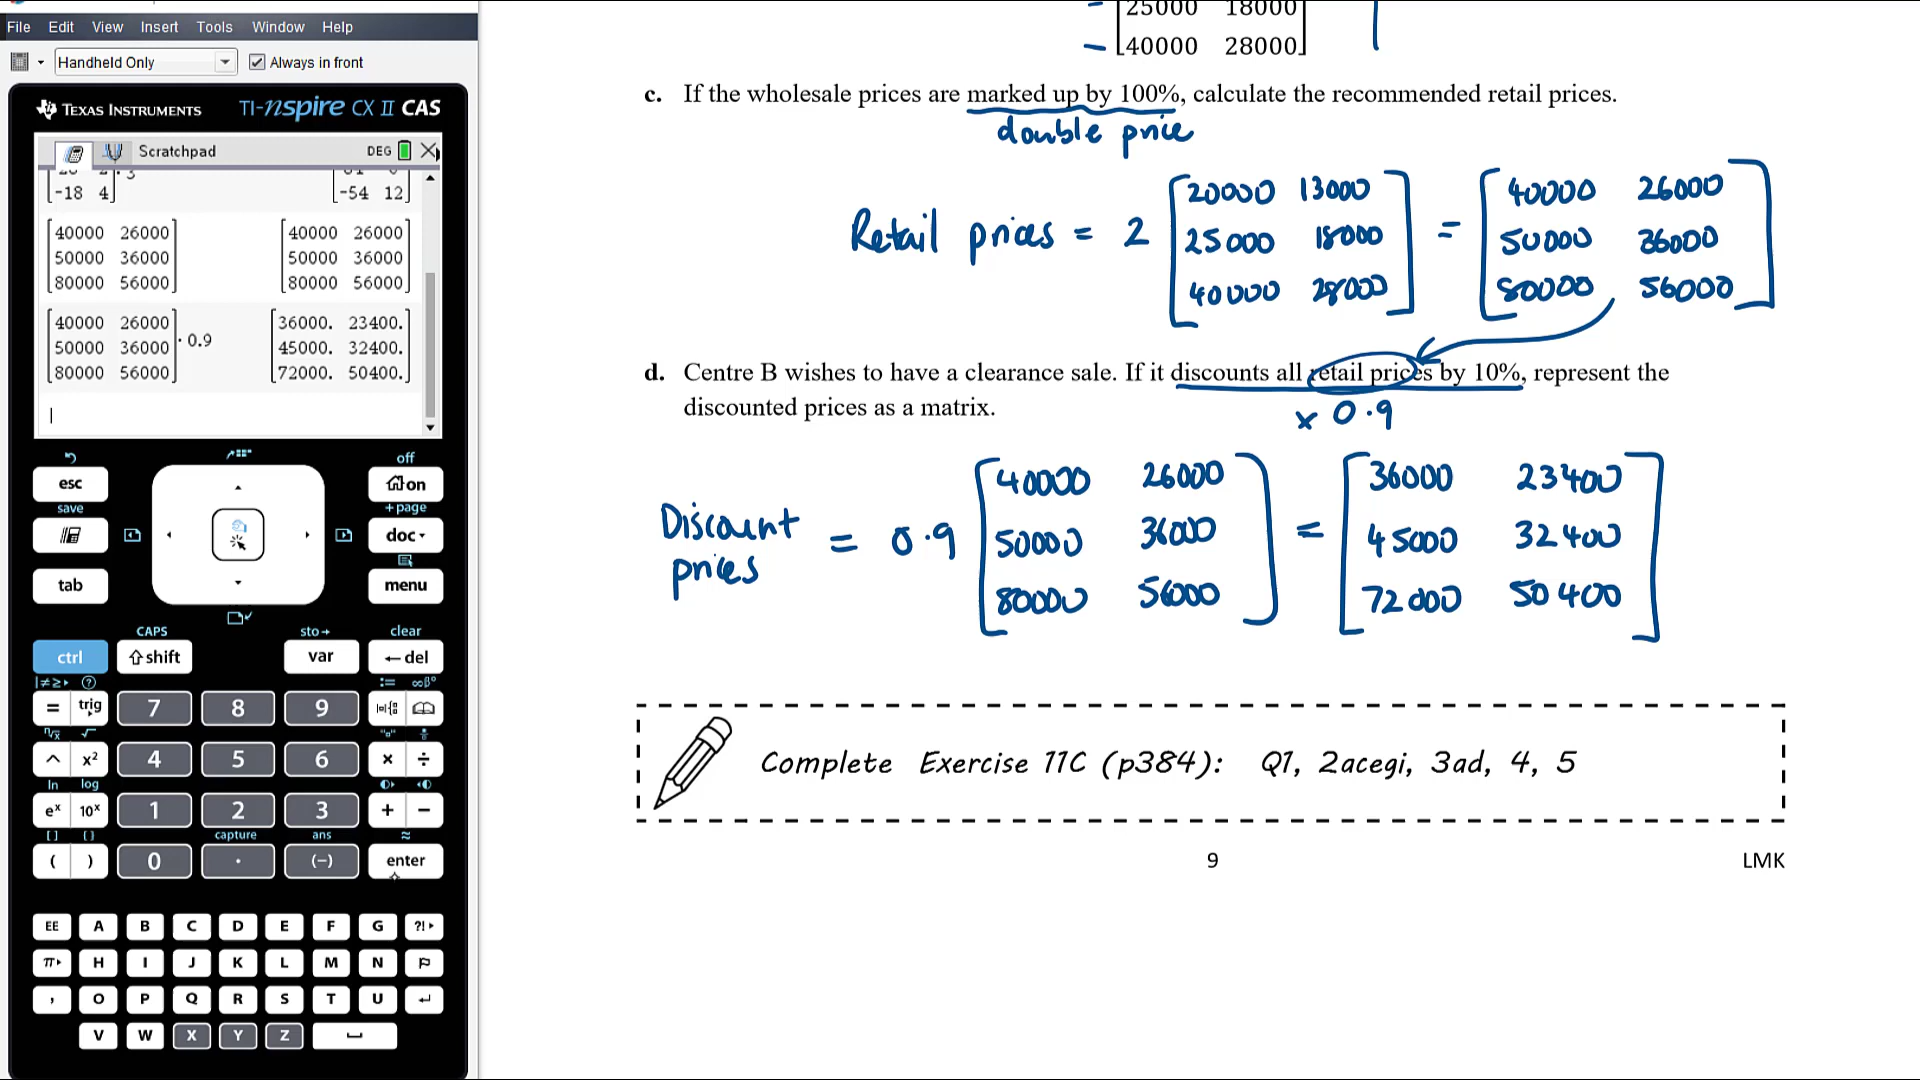 File Edit View Insert Tools Window Help
Handheld Only Always in front
TEXAS INSTRUMENTS TI-nspire CX II CAS
Scratchpad DEG
-18 4 -54 12
40000 26000 40000 26000
50000 36000 50000 36000
80000 56000 80000 56000
40000 26000 36000. 23400.
50000 36000 · 0.9 45000. 32400.
80000 56000 72000. 50400.
off
esc on
save + page
doc
tab menu
CAPS sto→ clear
ctrl ⇧shift var ←del
|≠≥▸ ? := ∞β°
= trig 7 8 9
ⁿ√x √ "▫" 
^ x² 4 5 6 × ÷
ln log
eˣ 10ˣ 1 2 3 + −
[ ] { } capture ans ≈
( ) 0 . (−) enter
EE A B C D E F G ?!▸
π▸ H I J K L M N
, O P Q R S T U ↵
V W X Y Z
25000 18000
40000 28000
c. If the wholesale prices are marked up by 100%, calculate the recommended retail prices.
double price
20000 13000 40000 26000
Retail prices = 2 25000 18000 = 50000 36000
40000 28000 80000 56000
d. Centre B wishes to have a clearance sale. If it discounts all retail prices by 10%, represent the
discounted prices as a matrix.
× 0.9
40000 26000 36000 23400
Discount prices = 0.9 50000 36000 = 45000 32400
80000 56000 72000 50400
Complete Exercise 11C (p384): Q1, 2acegi, 3ad, 4, 5
9 LMK